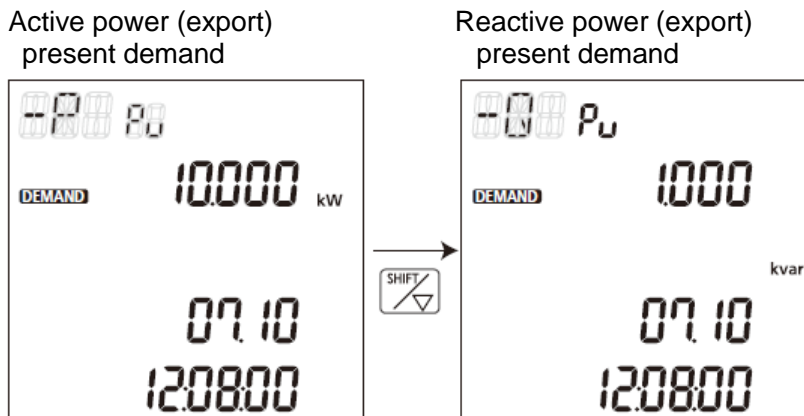 Active power (export)
present demand
-P Pu
DEMAND 10.000 kW
07.10
12:08:00
SHIFT/▽
Reactive power (export)
present demand
-Q Pu
DEMAND 1.000
kvar
07.10
12:08:00